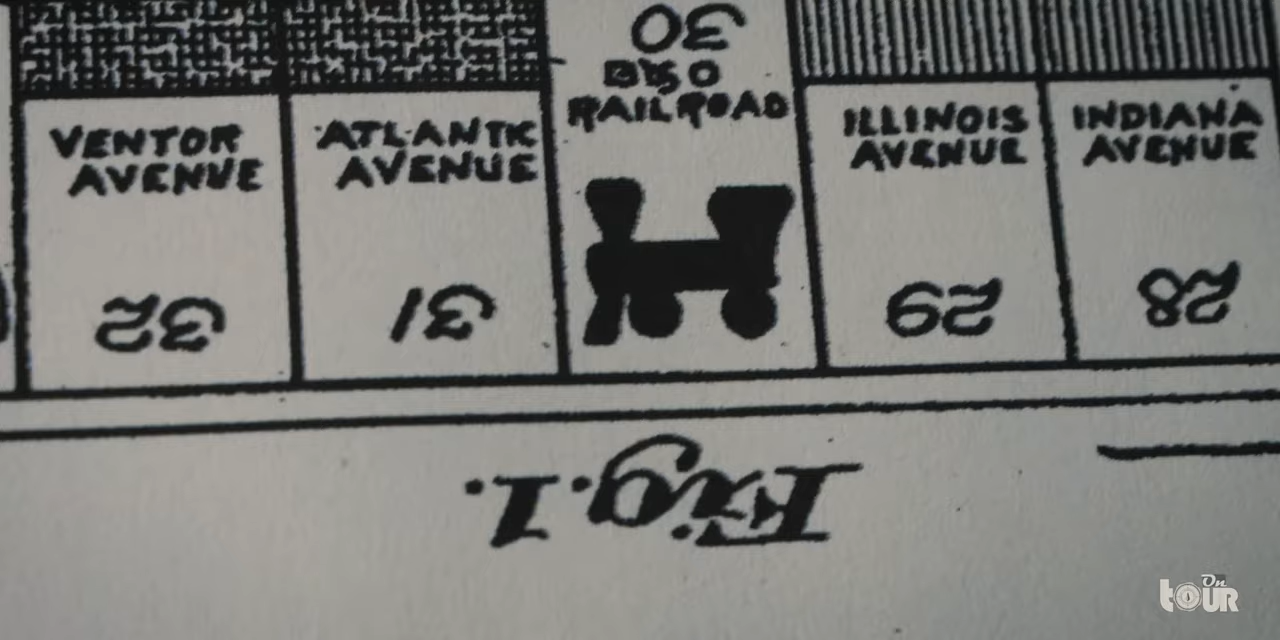 30
B&O
RAILROAD
VENTOR
AVENUE
ATLANTIC
AVENUE
ILLINOIS
AVENUE
INDIANA
AVENUE
32
31
29
28
Fig. 1.
On
tOUR